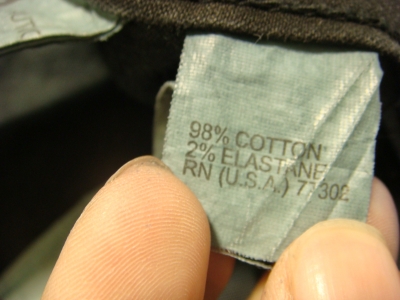 98% COTTON
2% ELASTANE
RN (U.S.A.) 77302